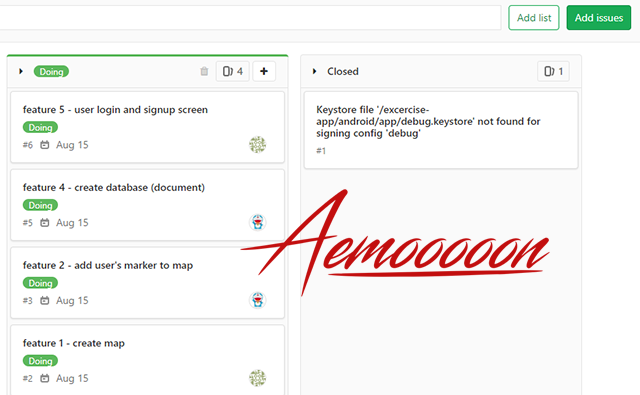 Add list
Add issues
Doing
4
feature 5 - user login and signup screen
Doing
#6 Aug 15
feature 4 - create database (document)
Doing
#5 Aug 15
feature 2 - add user's marker to map
Doing
#3 Aug 15
feature 1 - create map
Doing
#2 Aug 15
Closed
1
Keystore file '/excercise-
app/android/app/debug.keystore' not found for
signing config 'debug'
#1
Aemooooon